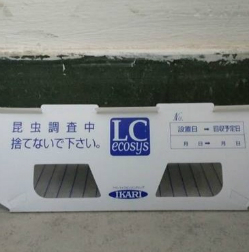 昆虫調査中
捨てないで下さい。
LC
ecosys
No.
設置日 ➡ 回収予定日
月 日 ➡ 月 日
IKARI